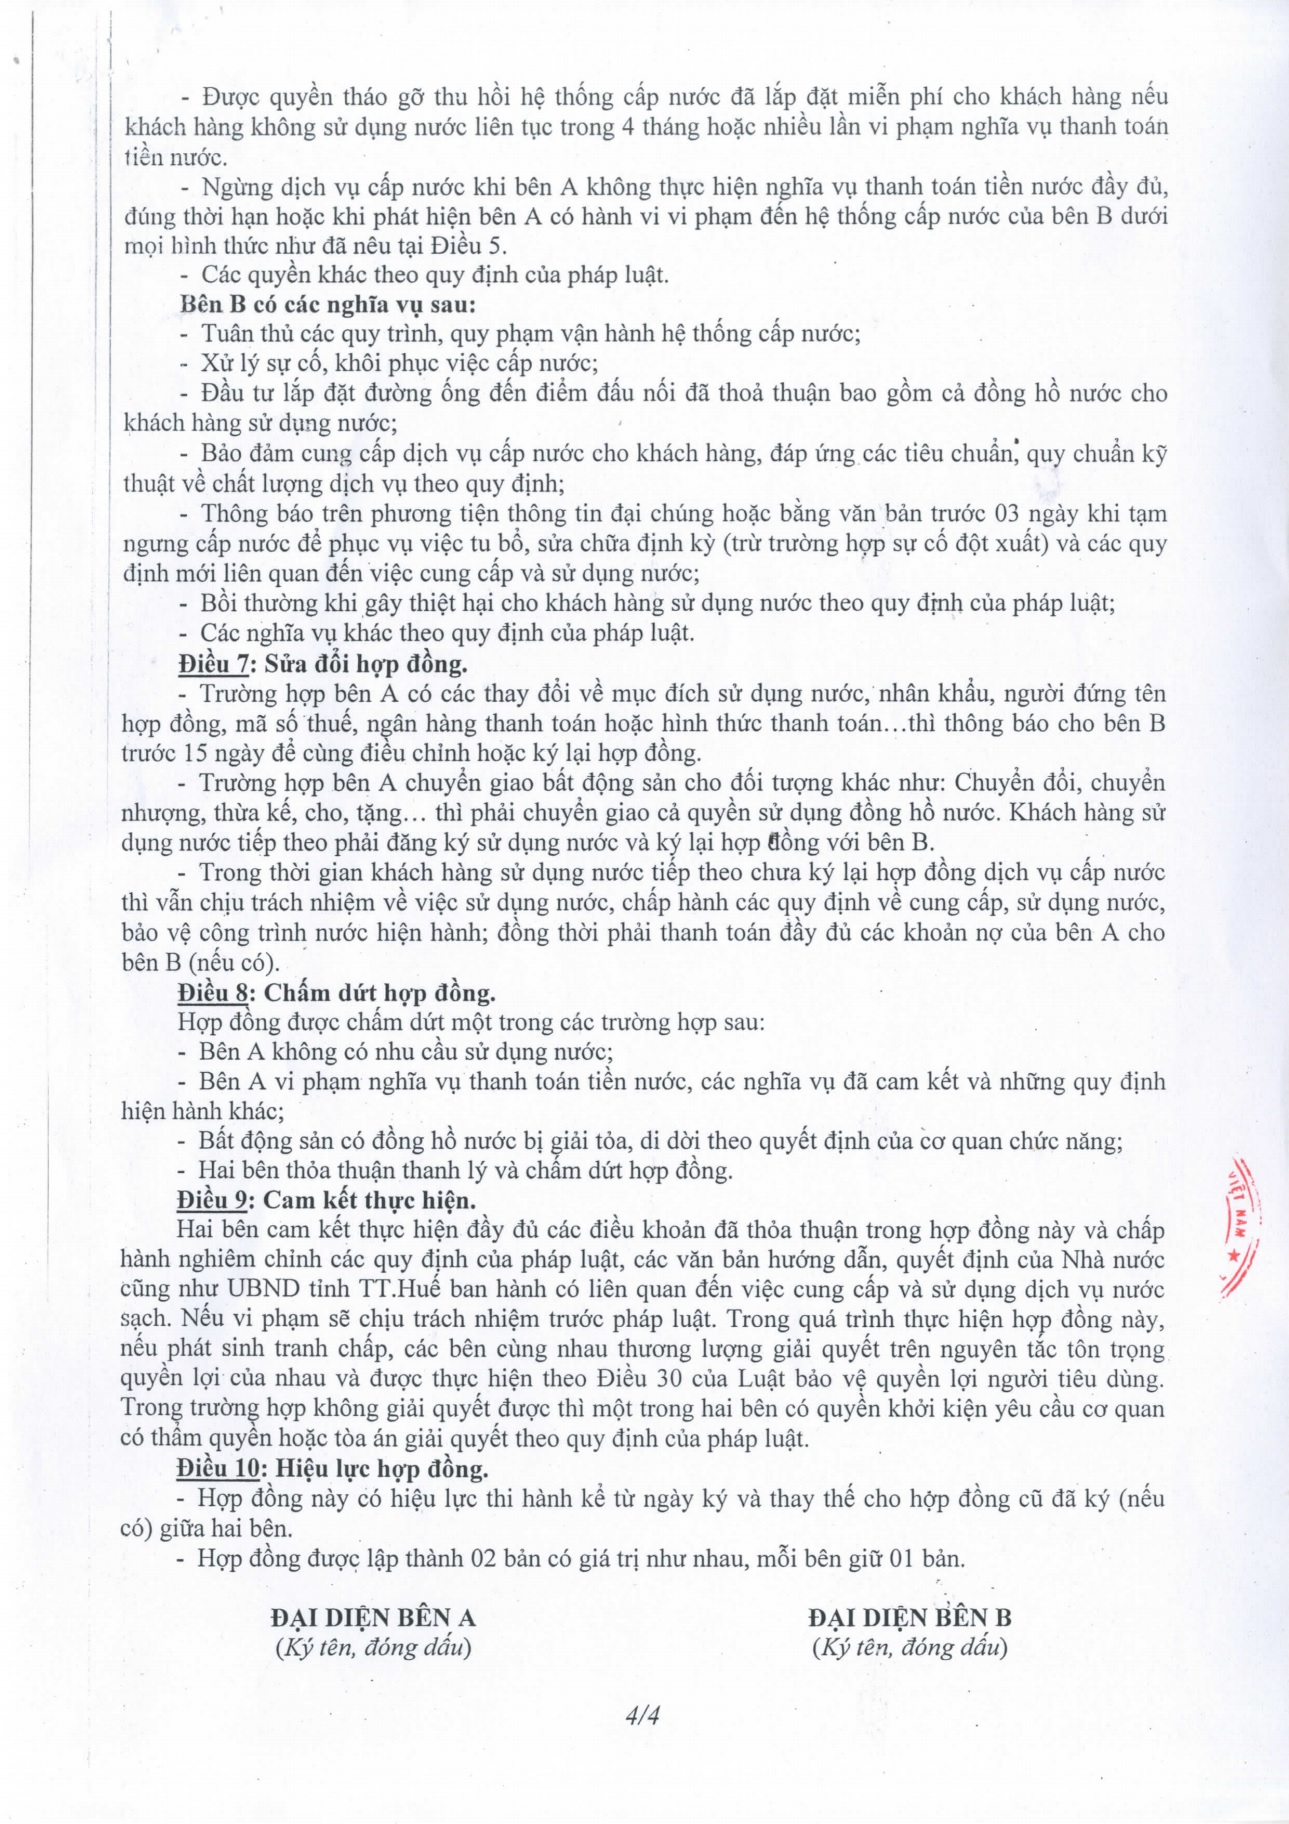 - Được quyền tháo gỡ thu hồi hệ thống cấp nước đã lắp đặt miễn phí cho khách hàng nếu
khách hàng không sử dụng nước liên tục trong 4 tháng hoặc nhiều lần vi phạm nghĩa vụ thanh toán
tiền nước.
- Ngừng dịch vụ cấp nước khi bên A không thực hiện nghĩa vụ thanh toán tiền nước đầy đủ,
đúng thời hạn hoặc khi phát hiện bên A có hành vi vi phạm đến hệ thống cấp nước của bên B dưới
mọi hình thức như đã nêu tại Điều 5.
- Các quyền khác theo quy định của pháp luật.
Bên B có các nghĩa vụ sau:
- Tuân thủ các quy trình, quy phạm vận hành hệ thống cấp nước;
- Xử lý sự cố, khôi phục việc cấp nước;
- Đầu tư lắp đặt đường ống đến điểm đấu nối đã thoả thuận bao gồm cả đồng hồ nước cho
khách hàng sử dụng nước;
- Bảo đảm cung cấp dịch vụ cấp nước cho khách hàng, đáp ứng các tiêu chuẩn, quy chuẩn kỹ
thuật về chất lượng dịch vụ theo quy định;
- Thông báo trên phương tiện thông tin đại chúng hoặc bằng văn bản trước 03 ngày khi tạm
ngưng cấp nước để phục vụ việc tu bổ, sửa chữa định kỳ (trừ trường hợp sự cố đột xuất) và các quy
định mới liên quan đến việc cung cấp và sử dụng nước;
- Bồi thường khi gây thiệt hại cho khách hàng sử dụng nước theo quy định của pháp luật;
- Các nghĩa vụ khác theo quy định của pháp luật.
Điều 7: Sửa đổi hợp đồng.
- Trường hợp bên A có các thay đổi về mục đích sử dụng nước, nhân khẩu, người đứng tên
hợp đồng, mã số thuế, ngân hàng thanh toán hoặc hình thức thanh toán…thì thông báo cho bên B
trước 15 ngày để cùng điều chỉnh hoặc ký lại hợp đồng.
- Trường hợp bên A chuyển giao bất động sản cho đối tượng khác như: Chuyển đổi, chuyển
nhượng, thừa kế, cho, tặng… thì phải chuyển giao cả quyền sử dụng đồng hồ nước. Khách hàng sử
dụng nước tiếp theo phải đăng ký sử dụng nước và ký lại hợp đồng với bên B.
- Trong thời gian khách hàng sử dụng nước tiếp theo chưa ký lại hợp đồng dịch vụ cấp nước
thì vẫn chịu trách nhiệm về việc sử dụng nước, chấp hành các quy định về cung cấp, sử dụng nước,
bảo vệ công trình nước hiện hành; đồng thời phải thanh toán đầy đủ các khoản nợ của bên A cho
bên B (nếu có).
Điều 8: Chấm dứt hợp đồng.
Hợp đồng được chấm dứt một trong các trường hợp sau:
- Bên A không có nhu cầu sử dụng nước;
- Bên A vi phạm nghĩa vụ thanh toán tiền nước, các nghĩa vụ đã cam kết và những quy định
hiện hành khác;
- Bất động sản có đồng hồ nước bị giải tỏa, di dời theo quyết định của cơ quan chức năng;
- Hai bên thỏa thuận thanh lý và chấm dứt hợp đồng.
Điều 9: Cam kết thực hiện.
Hai bên cam kết thực hiện đầy đủ các điều khoản đã thỏa thuận trong hợp đồng này và chấp
hành nghiêm chỉnh các quy định của pháp luật, các văn bản hướng dẫn, quyết định của Nhà nước
cũng như UBND tỉnh TT.Huế ban hành có liên quan đến việc cung cấp và sử dụng dịch vụ nước
sạch. Nếu vi phạm sẽ chịu trách nhiệm trước pháp luật. Trong quá trình thực hiện hợp đồng này,
nếu phát sinh tranh chấp, các bên cùng nhau thương lượng giải quyết trên nguyên tắc tôn trọng
quyền lợi của nhau và được thực hiện theo Điều 30 của Luật bảo vệ quyền lợi người tiêu dùng.
Trong trường hợp không giải quyết được thì một trong hai bên có quyền khởi kiện yêu cầu cơ quan
có thẩm quyền hoặc tòa án giải quyết theo quy định của pháp luật.
Điều 10: Hiệu lực hợp đồng.
- Hợp đồng này có hiệu lực thi hành kể từ ngày ký và thay thế cho hợp đồng cũ đã ký (nếu
có) giữa hai bên.
- Hợp đồng được lập thành 02 bản có giá trị như nhau, mỗi bên giữ 01 bản.
ĐẠI DIỆN BÊN A
(Ký tên, đóng dấu)
ĐẠI DIỆN BÊN B
(Ký tên, đóng dấu)
4/4
VIỆT NAM